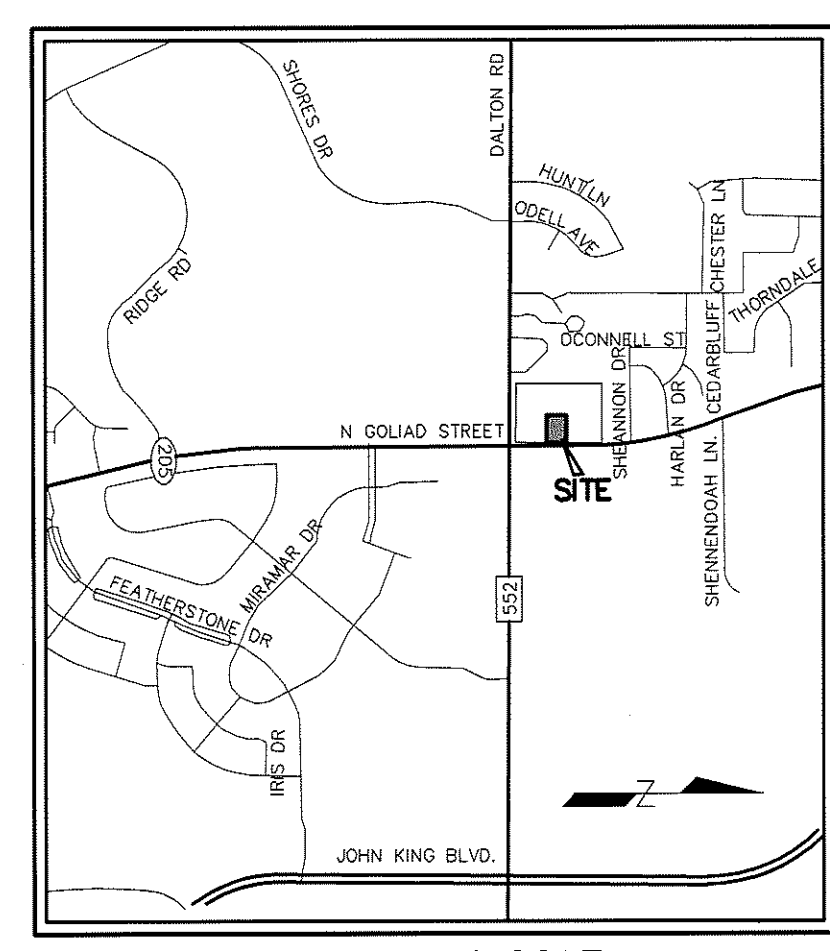 SHORES DR
DALTON RD
HUNT LN
ODELL AVE
CHESTER LN
RIDGE RD
THORNDALE
OCONNELL ST
CEDARBLUFF
SHEANNON DR
HARLAN DR
N GOLIAD STREET
205
SITE
SHENNENDOAH LN.
MIRAMAR DR
552
FEATHERSTONE DR
IRIS DR
Z
JOHN KING BLVD.